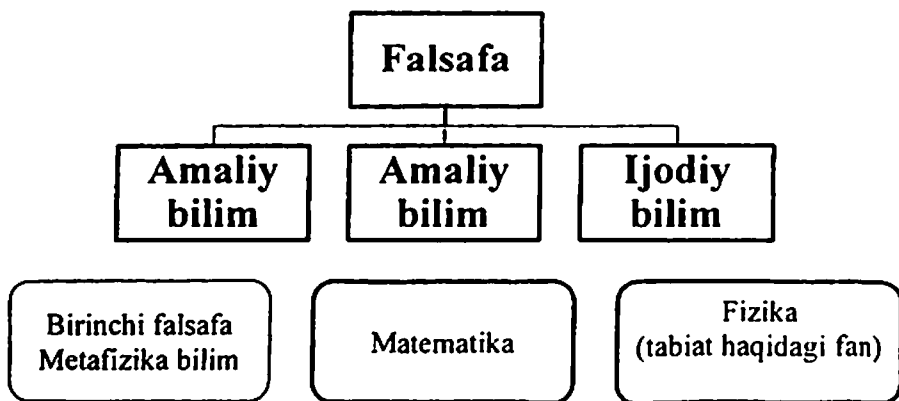 Falsafa
Amaliy
bilim
Amaliy
bilim
Ijodiy
bilim
Birinchi falsafa
Metafizika bilim
Matematika
Fizika
(tabiat haqidagi fan)